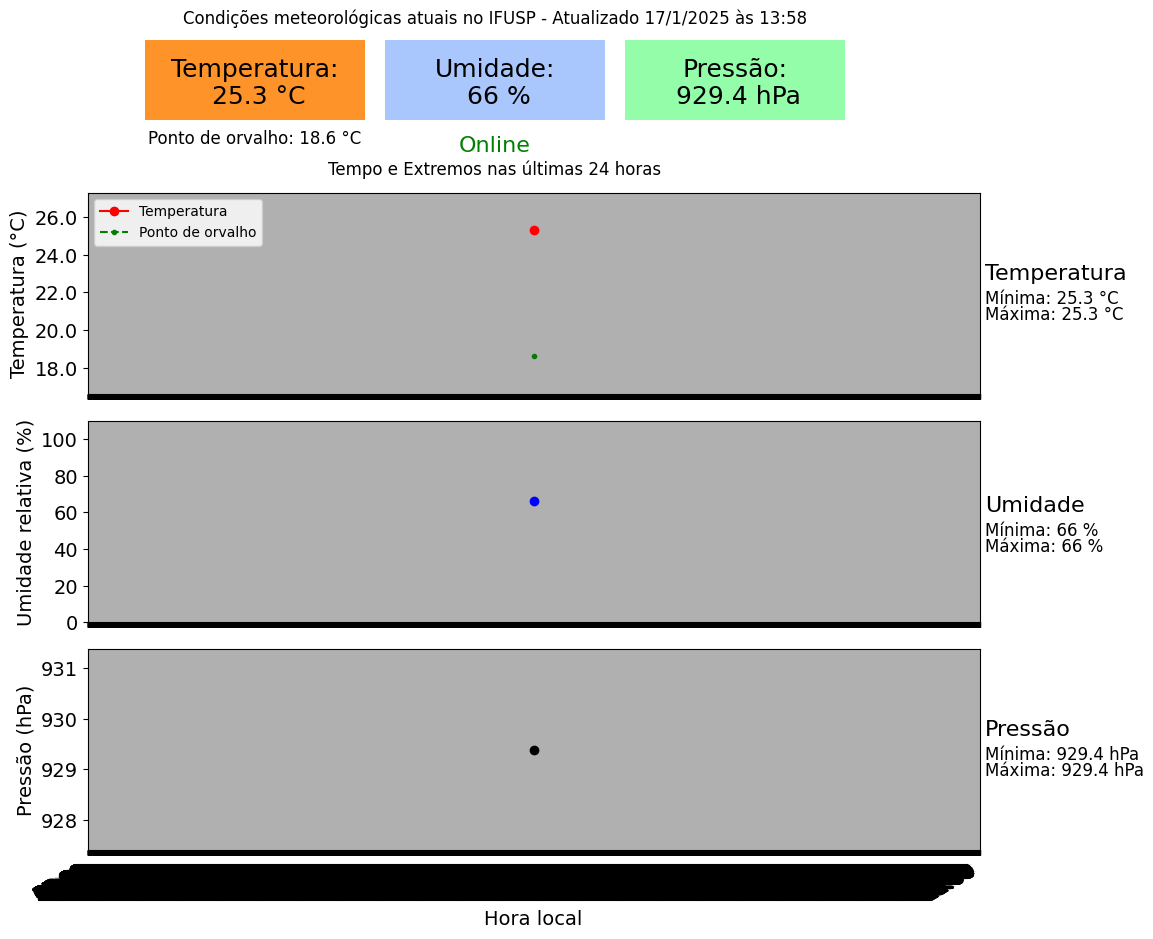 Condições meteorológicas atuais no IFUSP - Atualizado 17/1/2025 às 13:58
Temperatura:
25.3 °C
Umidade:
66 %
Pressão:
929.4 hPa
Ponto de orvalho: 18.6 °C
Online
Tempo e Extremos nas últimas 24 horas
Temperatura (°C)
26.0
24.0
22.0
20.0
18.0
Temperatura
Ponto de orvalho
Temperatura
Mínima: 25.3 °C
Máxima: 25.3 °C
Umidade relativa (%)
100
80
60
40
20
0
Umidade
Mínima: 66 %
Máxima: 66 %
Pressão (hPa)
931
930
929
928
Pressão
Mínima: 929.4 hPa
Máxima: 929.4 hPa
Hora local